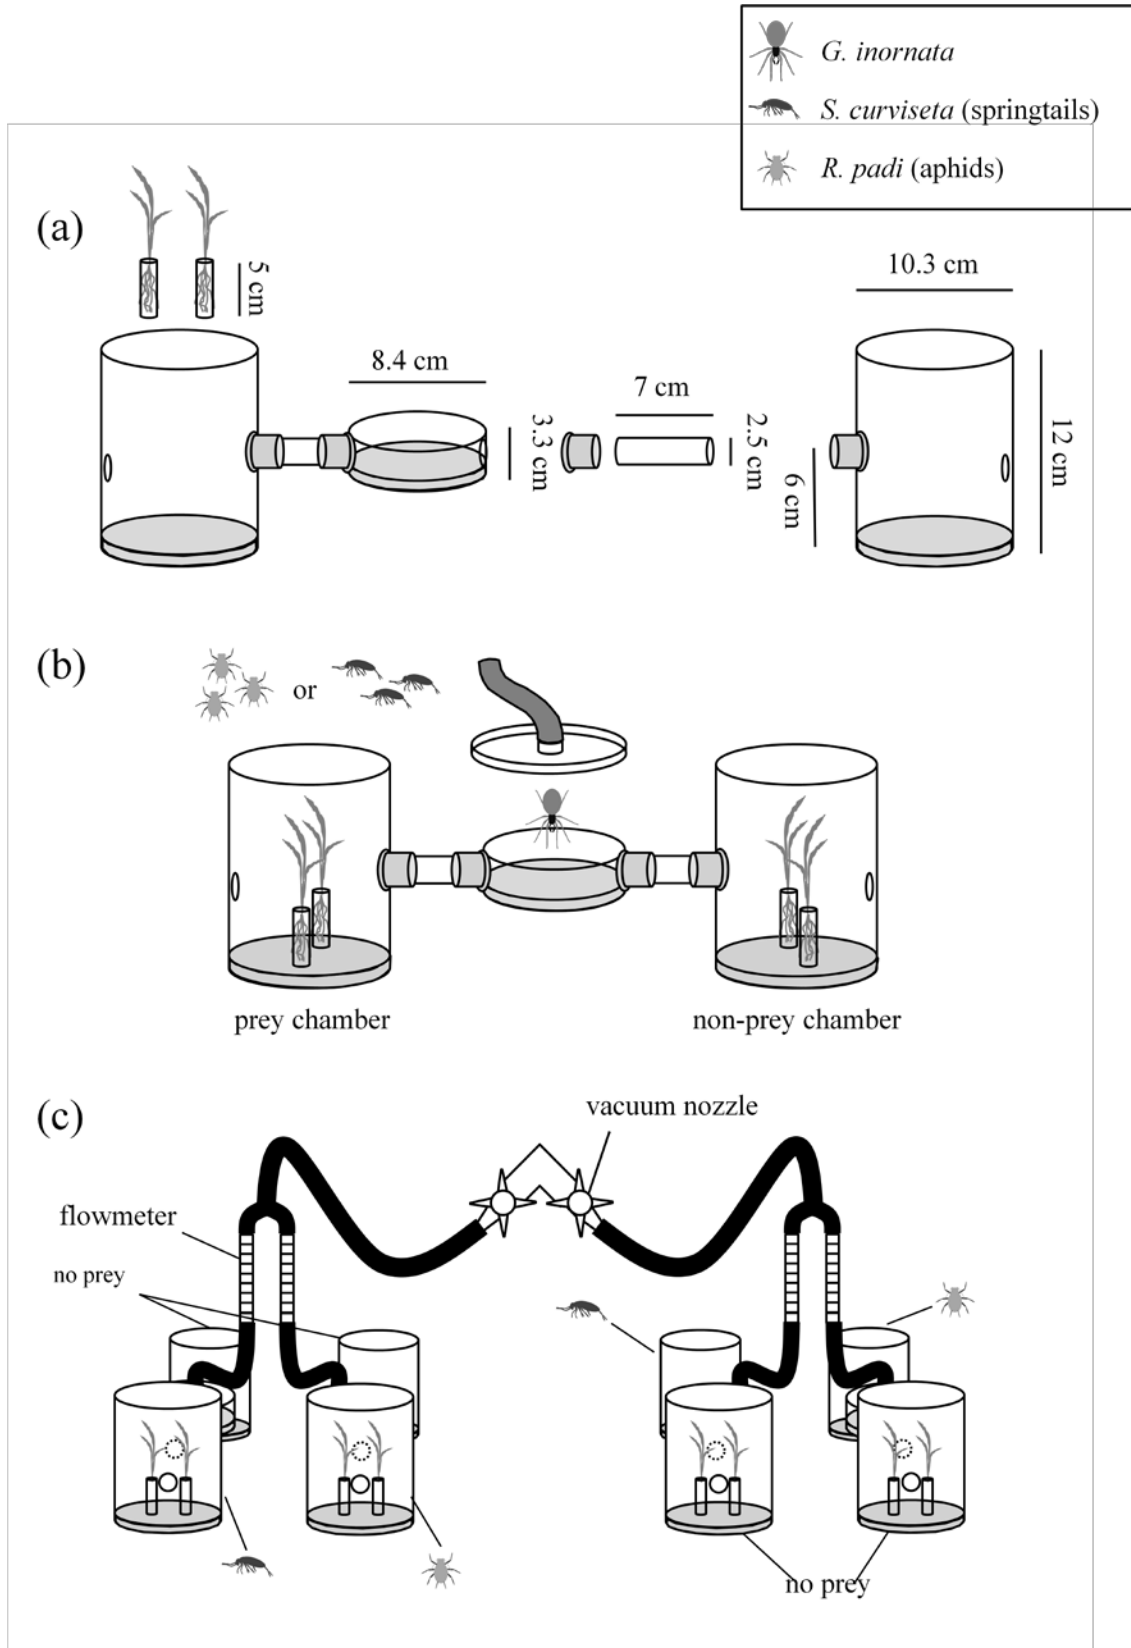 G. inornata
S. curviseta (springtails)
R. padi (aphids)
(a)
5 cm
8.4 cm
3.3 cm
7 cm
2.5 cm
10.3 cm
6 cm
12 cm
(b)
or
prey chamber
non-prey chamber
(c)
vacuum nozzle
flowmeter
no prey
no prey